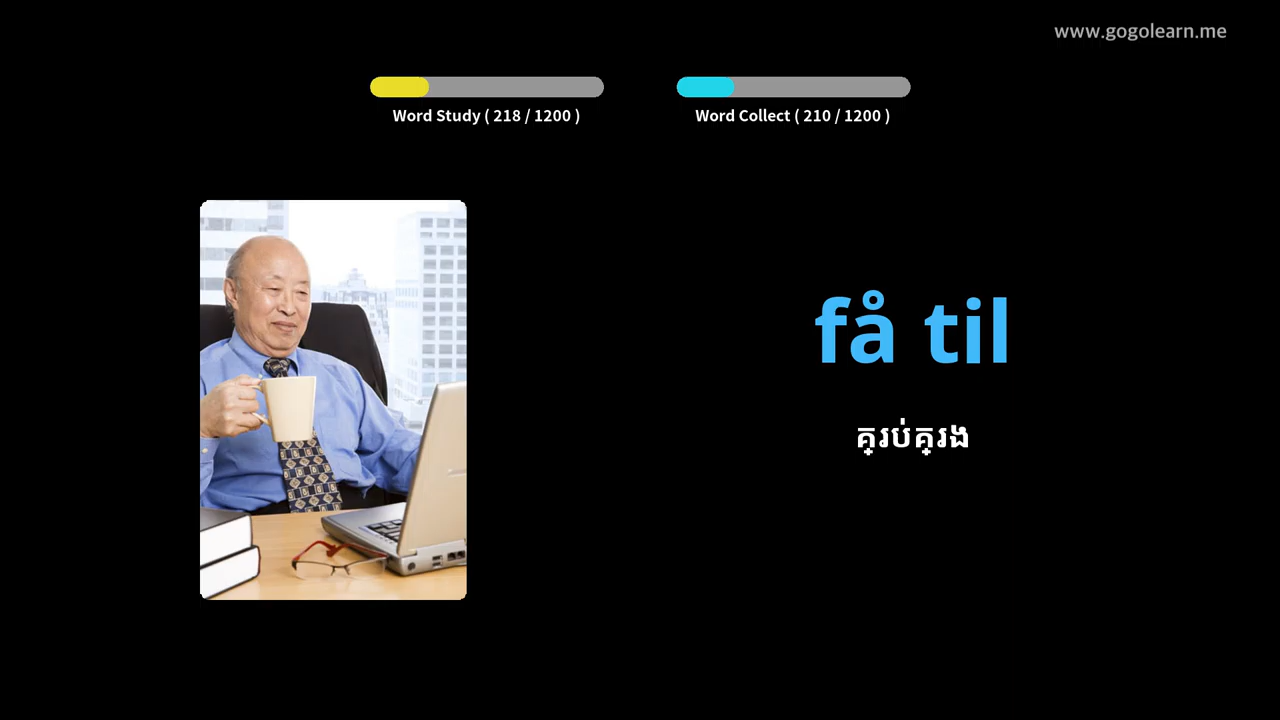 www.gogolearn.me
Word Study ( 218 / 1200 )
Word Collect ( 210 / 1200 )
få til
គ្រប់គ្រង